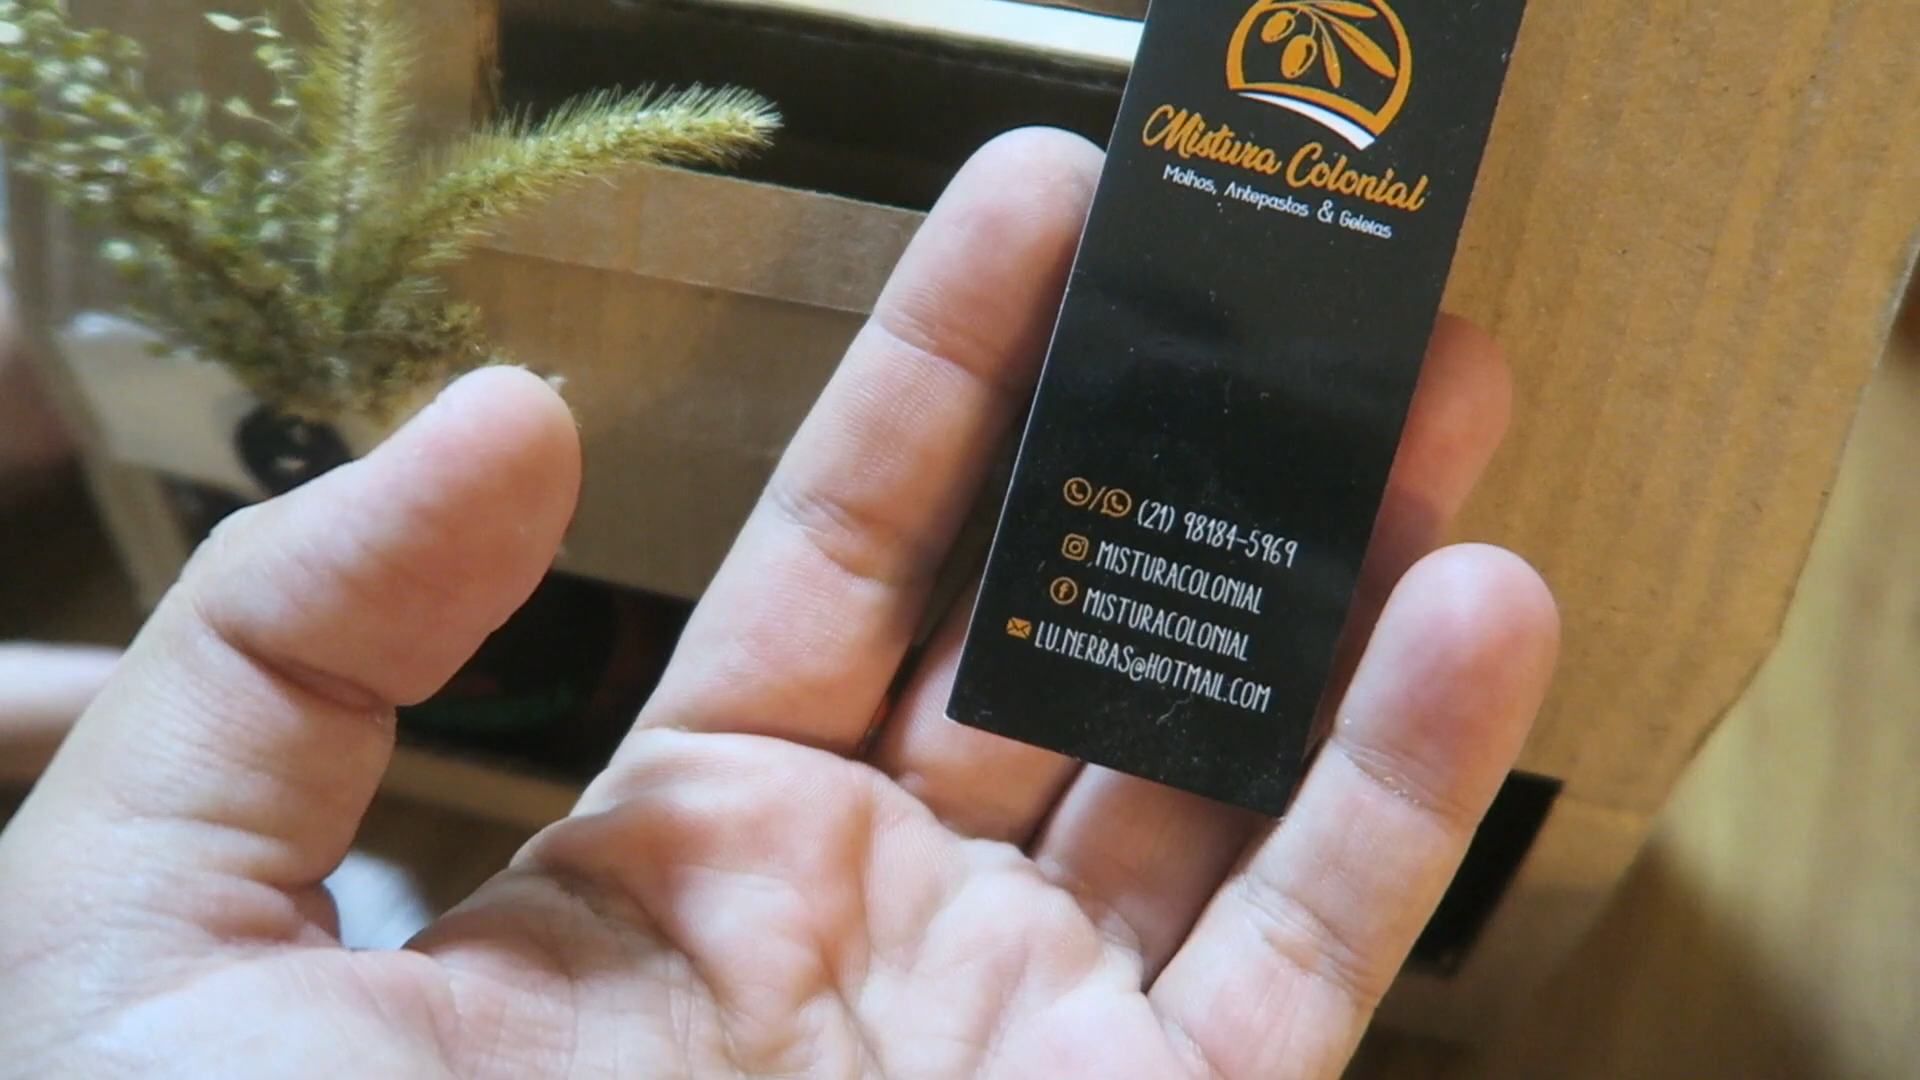 Mistura Colonial
Molhos, Antepastos & Geleias
/ (21) 98184-5969
MISTURACOLONIAL
MISTURACOLONIAL
LU.NERBAS@HOTMAIL.COM